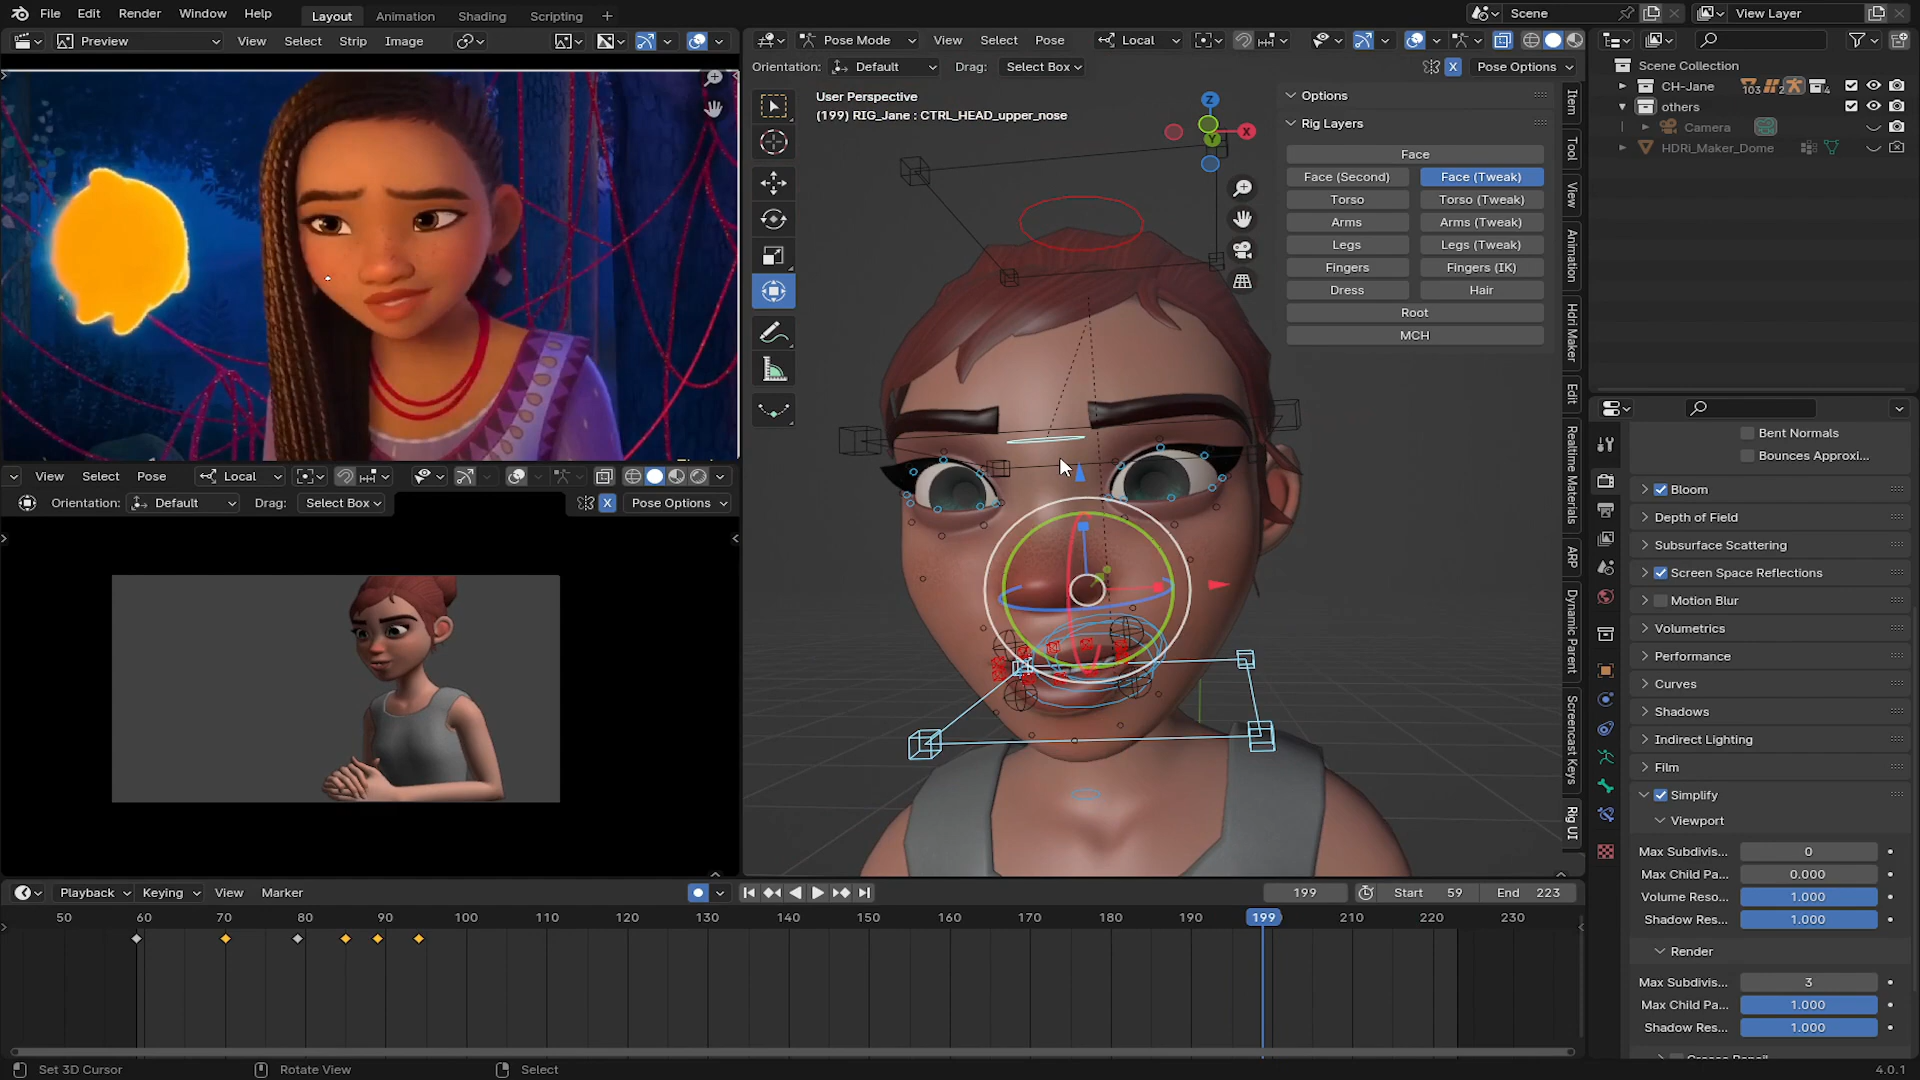 File Edit Render Window Help Layout Animation Shading Scripting + Scene View Layer
Preview View Select Strip Image
Pose Mode View Select Pose Local
Orientation: Default Drag: Select Box X Pose Options
User Perspective
(199) RIG_Jane : CTRL_HEAD_upper_nose
Z
X
Y
Options
Rig Layers
Face
Face (Second) Face (Tweak)
Torso Torso (Tweak)
Arms Arms (Tweak)
Legs Legs (Tweak)
Fingers Fingers (IK)
Dress Hair
Root
MCH
Item
Tool
View
Animation
Hdri Maker
Edit
Realtime Materials
ARP
Dynamic Parent
Screencast Keys
Rig UI
Scene Collection
CH-Jane 103 2 4
others
Camera
HDRi_Maker_Dome
Bent Normals
Bounces Approxi...
Bloom
Depth of Field
Subsurface Scattering
Screen Space Reflections
Motion Blur
Volumetrics
Performance
Curves
Shadows
Indirect Lighting
Film
Simplify
Viewport
Max Subdivis... 0
Max Child Pa... 0.000
Volume Reso... 1.000
Shadow Res... 1.000
Render
Max Subdivis... 3
Max Child Pa... 1.000
Shadow Res... 1.000
View Select Pose Local
Orientation: Default Drag: Select Box X Pose Options
Playback Keying View Marker 199 Start 59 End 223
50 60 70 80 90 100 110 120 130 140 150 160 170 180 190 199 210 220 230
Set 3D Cursor Rotate View Select 4.0.1